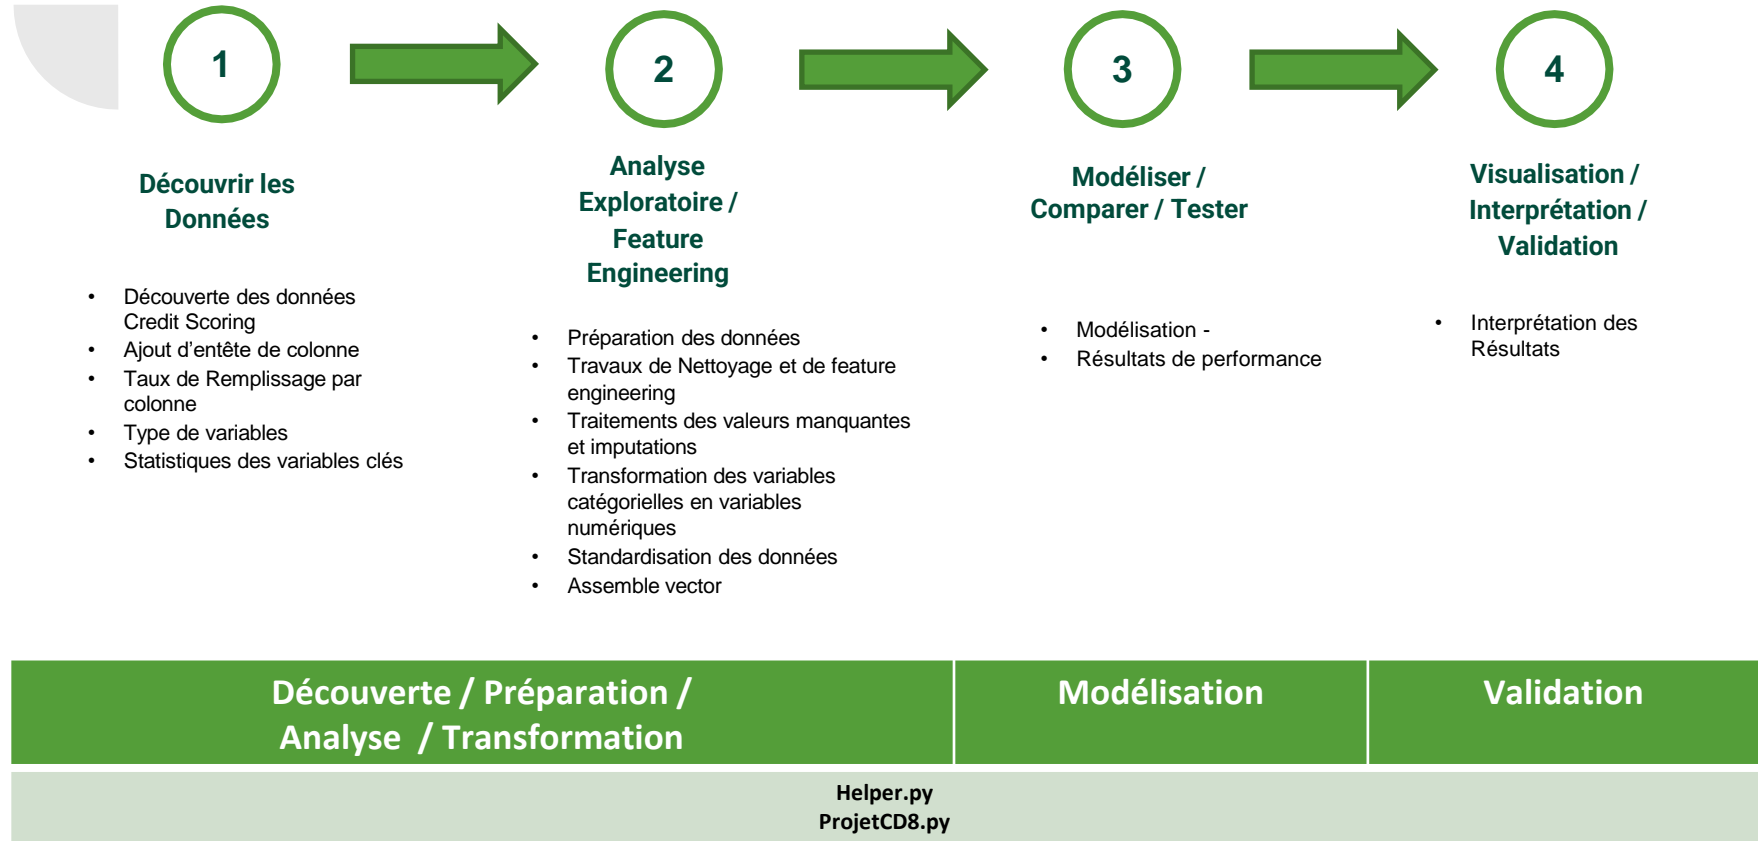 1
2
3
4
Découvrir les
Données
• Découverte des données
Credit Scoring
• Ajout d'entête de colonne
• Taux de Remplissage par
colonne
• Type de variables
• Statistiques des variables clés
Analyse
Exploratoire /
Feature
Engineering
• Préparation des données
• Travaux de Nettoyage et de feature
engineering
• Traitements des valeurs manquantes
et imputations
• Transformation des variables
catégorielles en variables
numériques
• Standardisation des données
• Assemble vector
Modéliser /
Comparer / Tester
• Modélisation -
• Résultats de performance
Visualisation /
Interprétation /
Validation
• Interprétation des
Résultats
Découverte / Préparation /
Analyse / Transformation
Modélisation
Validation
Helper.py
ProjetCD8.py